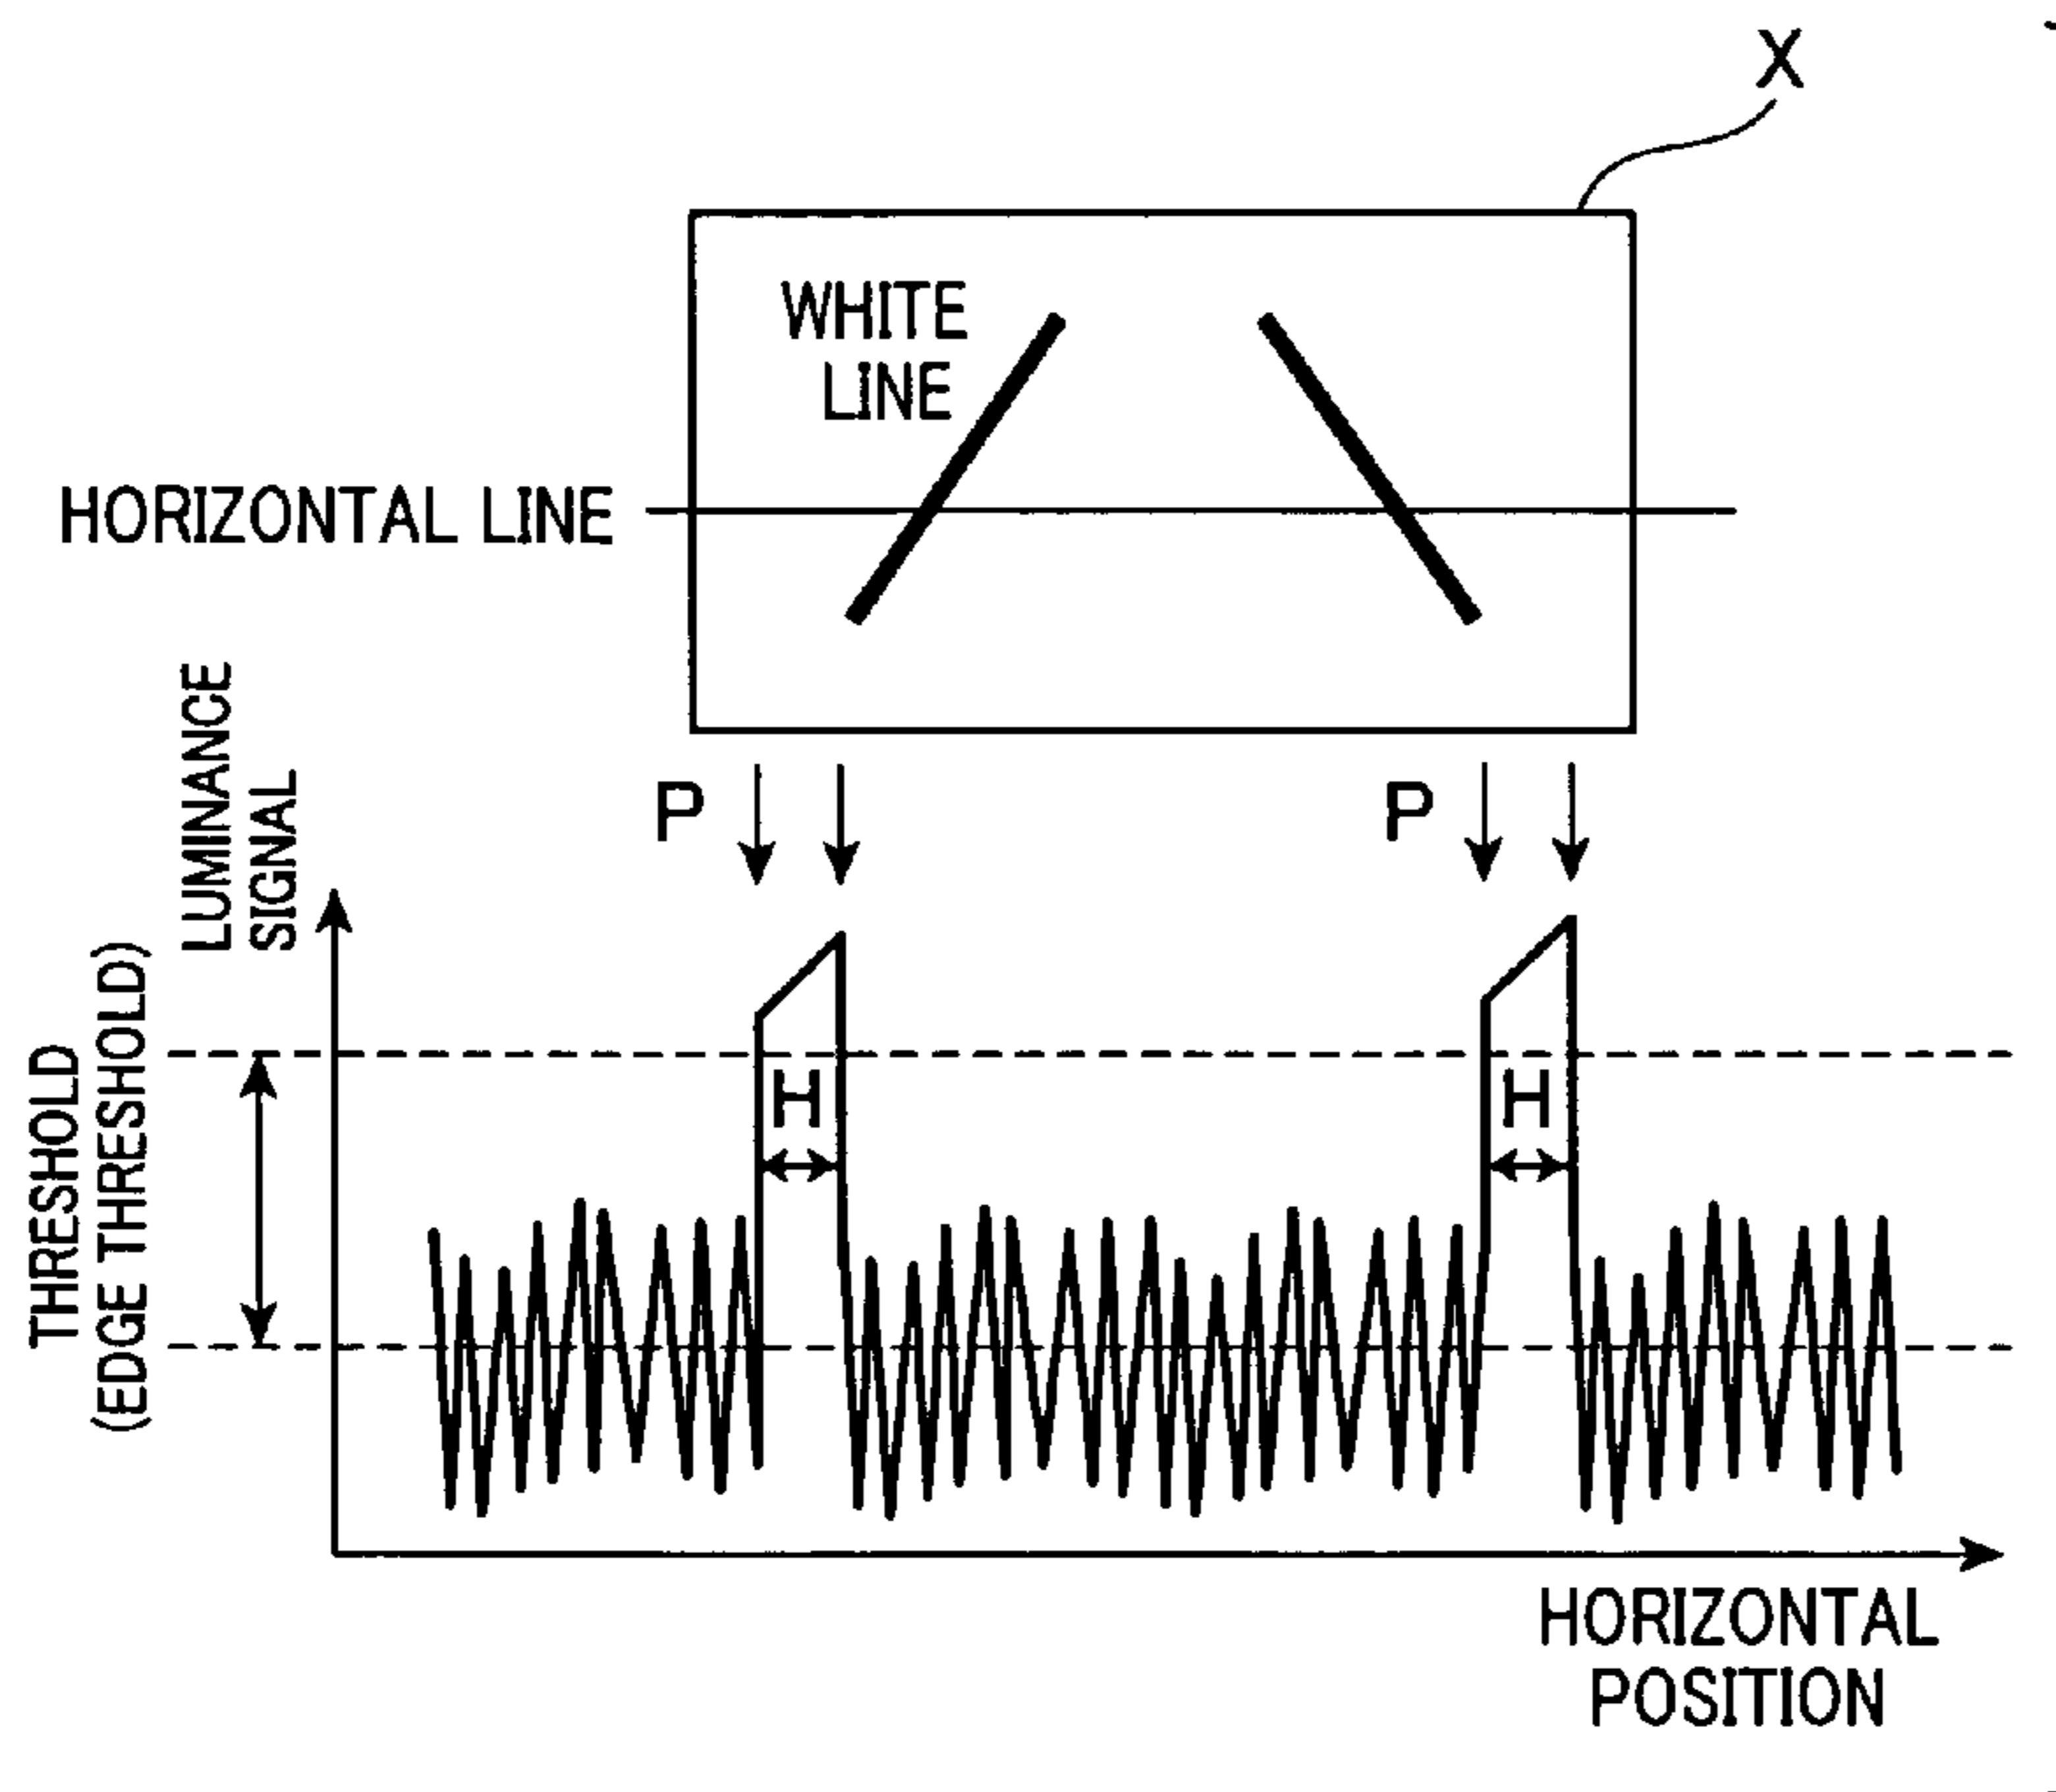 X
WHITE
LINE
HORIZONTAL LINE
LUMINANCE
SIGNAL
P
P
THRESHOLD
(EDGE THRESHOLD)
H
H
HORIZONTAL
POSITION